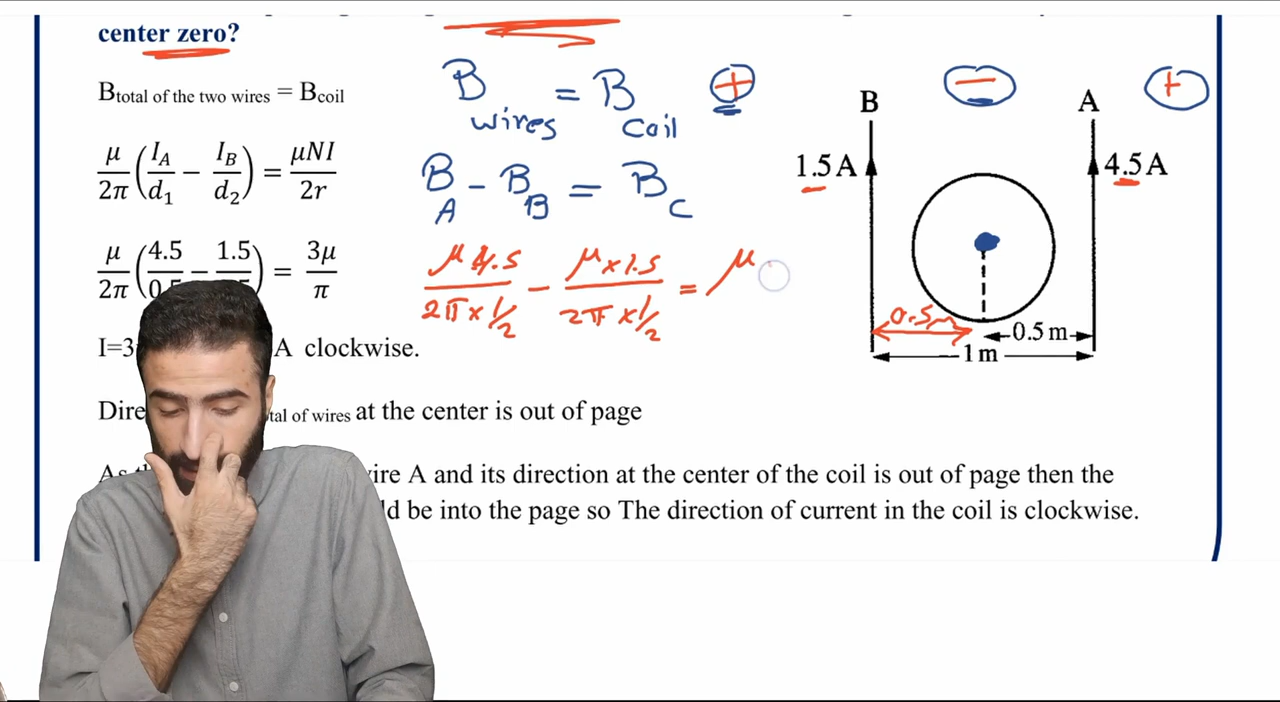 center zero?
B total of the two wires = B coil
B wires = B coil ⊕
μ/2π (I_A/d_1 − I_B/d_2) = μNI/2r
B_A - B_B = B_C
μ/2π (4.5/0.5 − 1.5/) = 3μ/π
μ 4.5/2π × 1/2 - μ × 1.5/2π × 1/2 = μ
I=3 A clockwise.
Dire tal of wires at the center is out of page
ire A and its direction at the center of the coil is out of page then the
ld be into the page so The direction of current in the coil is clockwise.
⊖ ⊕
B A
1.5 A 4.5 A
0.5m 0.5 m
1 m